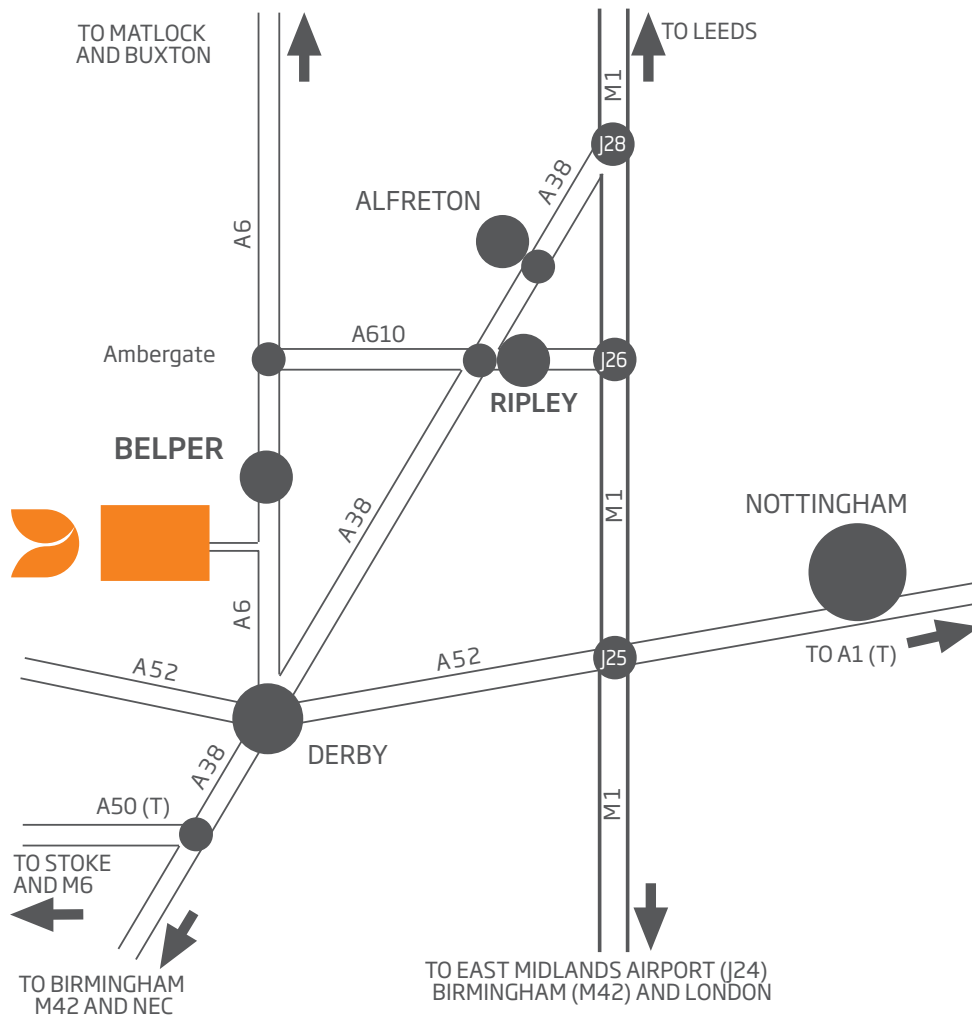 TO MATLOCK
AND BUXTON
TO LEEDS
M1
J28
A38
ALFRETON
A6
A610
Ambergate
J26
RIPLEY
BELPER
A38
M1
NOTTINGHAM
A6
TO A1 (T)
A52
A52
J25
DERBY
A38
A50 (T)
M1
TO STOKE
AND M6
TO BIRMINGHAM
M42 AND NEC
TO EAST MIDLANDS AIRPORT (J24)
BIRMINGHAM (M42) AND LONDON